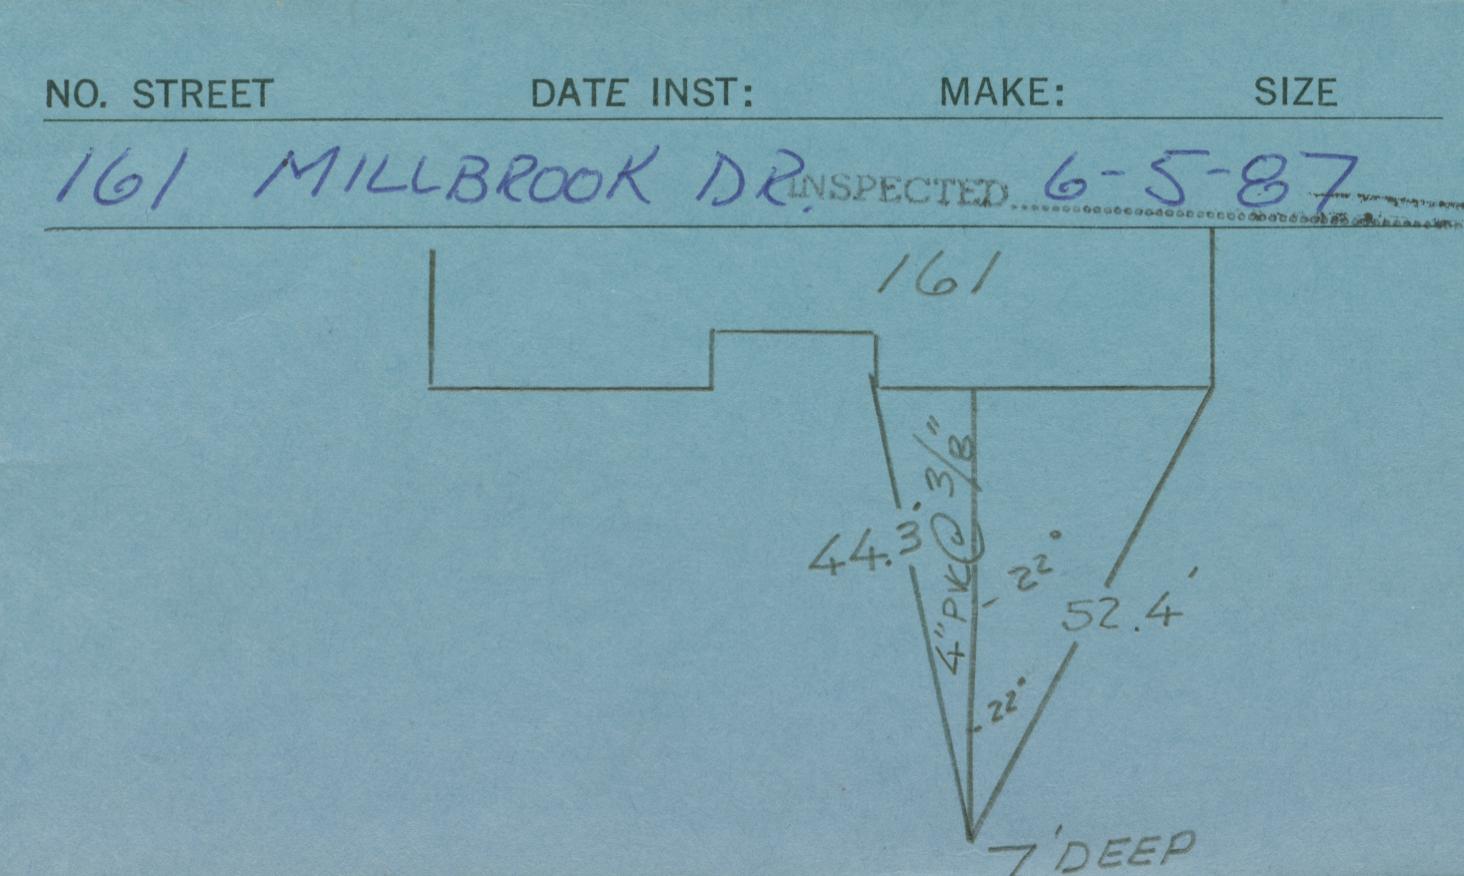 NO. STREET DATE INST: MAKE: SIZE
161 MILLBROOK DR. INSPECTED 6-5-87
161
4" PVC @ 3/8"
44.3'
22°
52.4'
22°
7' DEEP